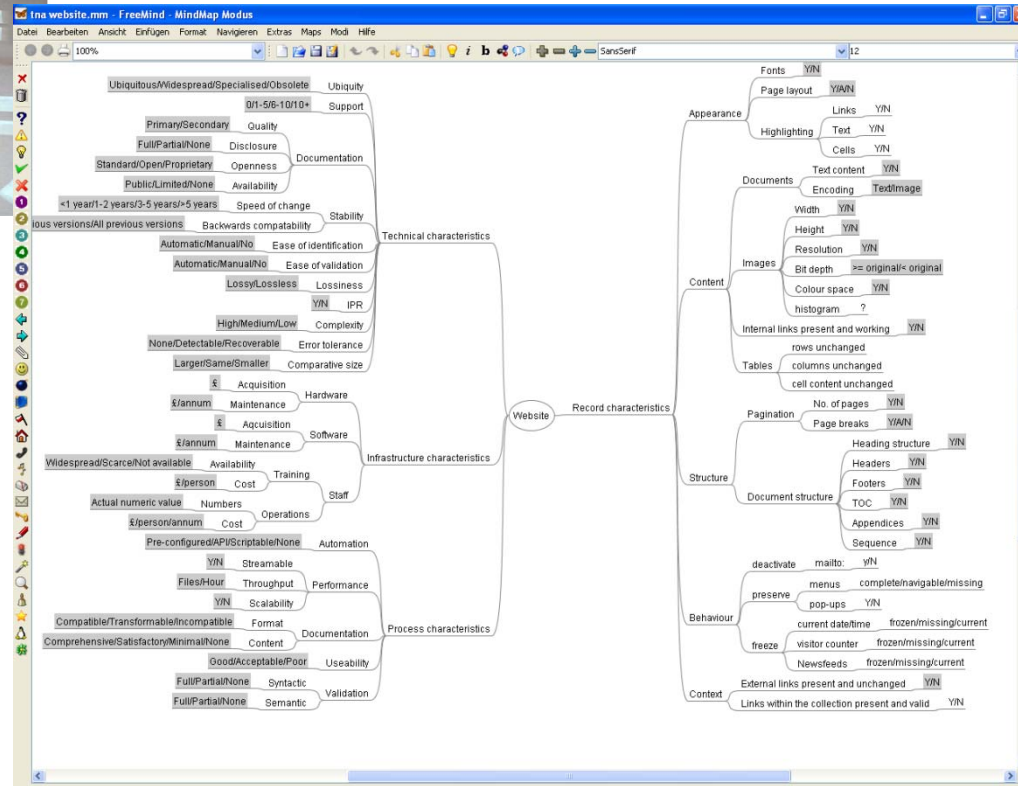 tna website.mm - FreeMind - MindMap Modus
Datei Bearbeiten Ansicht Einfügen Format Navigieren Extras Maps Modi Hilfe
100% i b SansSerif 12
Ubiquitous/Widespread/Specialised/Obsolete Ubiquity
0/1-5/6-10/10+ Support
Primary/Secondary Quality
Full/Partial/None Disclosure
Documentation
Standard/Open/Proprietary Openness
Public/Limited/None Availability
<1 year/1-2 years/3-5 years/>5 years Speed of change
Stability
ious versions/All previous versions Backwards compatability
Technical characteristics
Automatic/Manual/No Ease of identification
Automatic/Manual/No Ease of validation
Lossy/Lossless Lossiness
Y/N IPR
High/Medium/Low Complexity
None/Detectable/Recoverable Error tolerance
Larger/Same/Smaller Comparative size
£ Acquisition
Hardware
£/annum Maintenance
£ Aqcuisition
Software
£/annum Maintenance
Infrastructure characteristics
Widespread/Scarce/Not available Availability
Training
£/person Cost
Staff
Actual numeric value Numbers
Operations
£/person/annum Cost
Pre-configured/API/Scriptable/None Automation
Y/N Streamable
Files/Hour Throughput Performance
Y/N Scalability
Compatible/Transformable/Incompatible Format
Documentation Process characteristics
Comprehensive/Satisfactory/Minimal/None Content
Good/Acceptable/Poor Useability
Full/Partial/None Syntactic
Validation
Full/Partial/None Semantic
Website
Record characteristics
Appearance
Fonts Y/N
Page layout Y/A/N
Highlighting
Links Y/N
Text Y/N
Cells Y/N
Content
Documents
Text content Y/N
Encoding Text/Image
Images
Width Y/N
Height Y/N
Resolution Y/N
Bit depth >= original/< original
Colour space Y/N
histogram ?
Internal links present and working Y/N
Tables
rows unchanged
columns unchanged
cell content unchanged
Structure
Pagination
No. of pages Y/N
Page breaks Y/A/N
Document structure
Heading structure Y/N
Headers Y/N
Footers Y/N
TOC Y/N
Appendices Y/N
Sequence Y/N
Behaviour
deactivate mailto: y/N
preserve
menus complete/navigable/missing
pop-ups Y/N
freeze
current date/time frozen/missing/current
visitor counter frozen/missing/current
Newsfeeds frozen/missing/current
Context
External links present and unchanged Y/N
Links within the collection present and valid Y/N